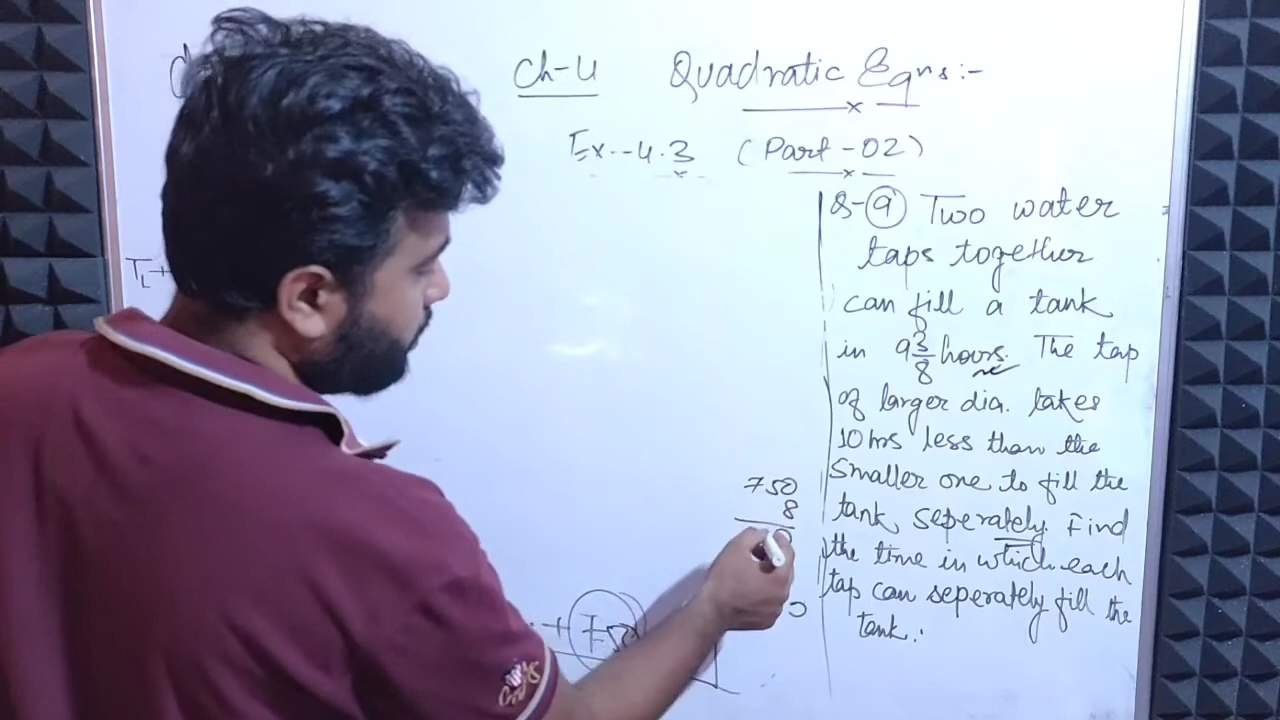 Ch-4 Quadratic Eqns:-
Ex.-4.3 (Part-02)
Q-9 Two water
taps together
can fill a tank
in 9 3/8 hours. The tap
of larger dia. takes
10 hrs less than the
smaller one to fill the
tank seperately. Find
the time in which each
tap can seperately fill the
tank.
750
8